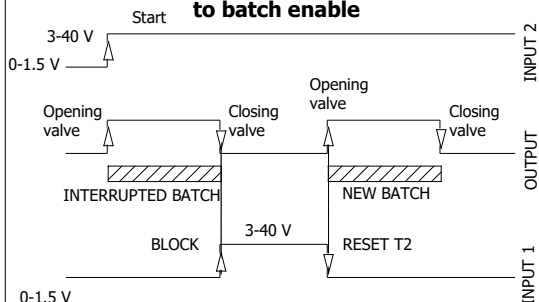 to batch enable
Start
3-40 V
0-1.5 V
INPUT 2
Opening
valve
Closing
valve
Opening
valve
Closing
valve
OUTPUT
INTERRUPTED BATCH
NEW BATCH
3-40 V
BLOCK
RESET T2
0-1.5 V
INPUT 1